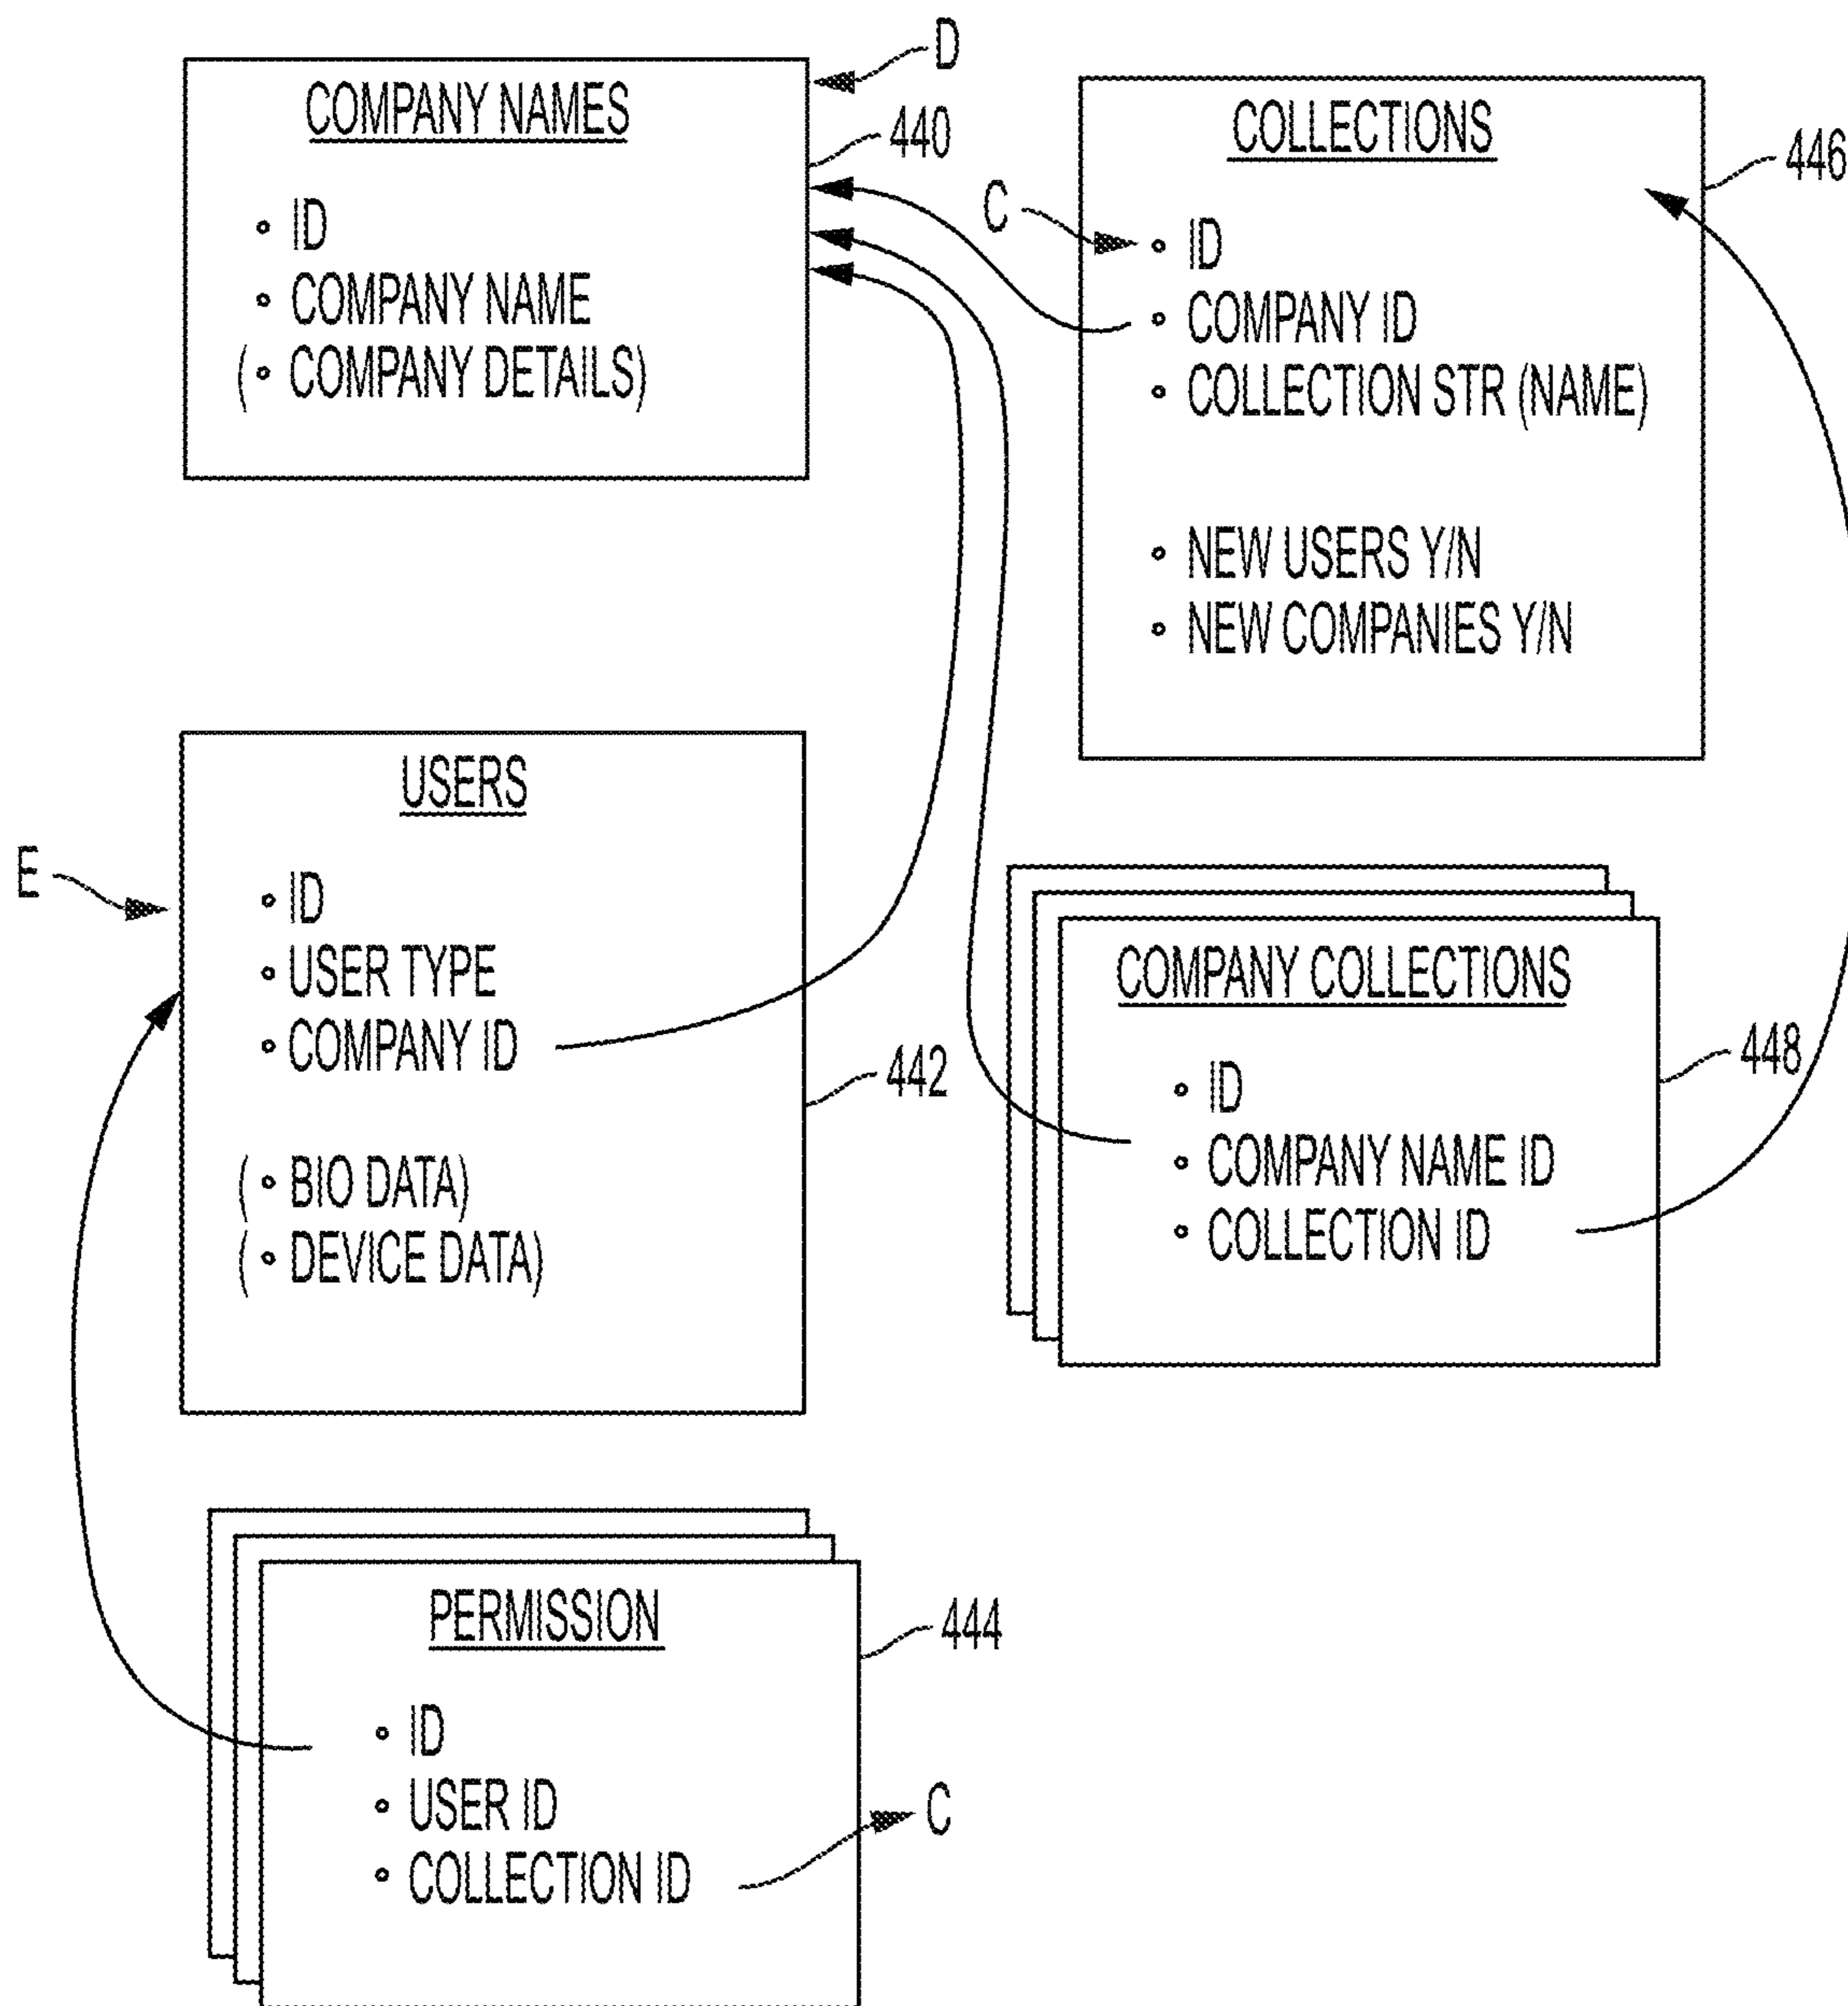 D
COMPANY NAMES
440
• ID
• COMPANY NAME
(• COMPANY DETAILS)
COLLECTIONS
446
C
• ID
• COMPANY ID
• COLLECTION STR (NAME)
• NEW USERS Y/N
• NEW COMPANIES Y/N
USERS
E
• ID
• USER TYPE
• COMPANY ID
442
(• BIO DATA)
(• DEVICE DATA)
COMPANY COLLECTIONS
448
• ID
• COMPANY NAME ID
• COLLECTION ID
PERMISSION
444
• ID
• USER ID
• COLLECTION ID
C